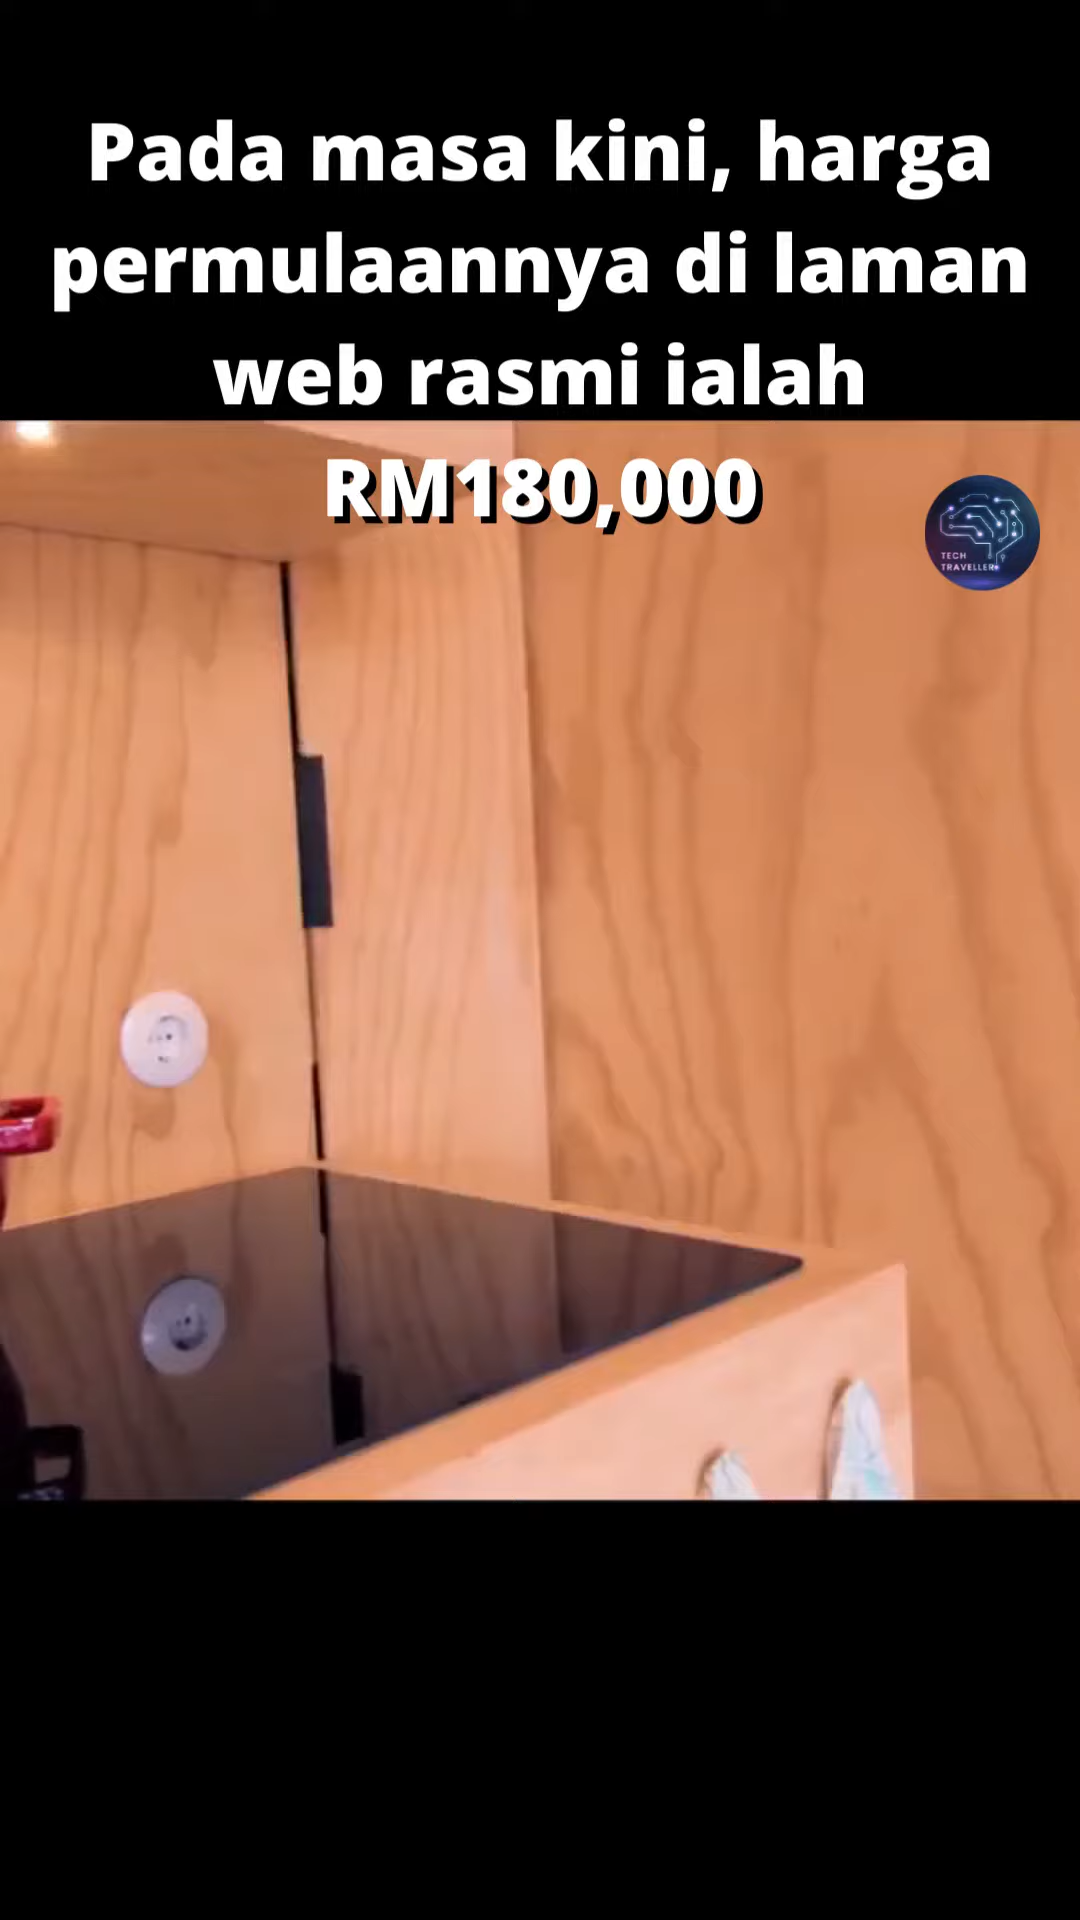 Pada masa kini, harga
permulaannya di laman
web rasmi ialah
RM180,000
TECH
TRAVELLER